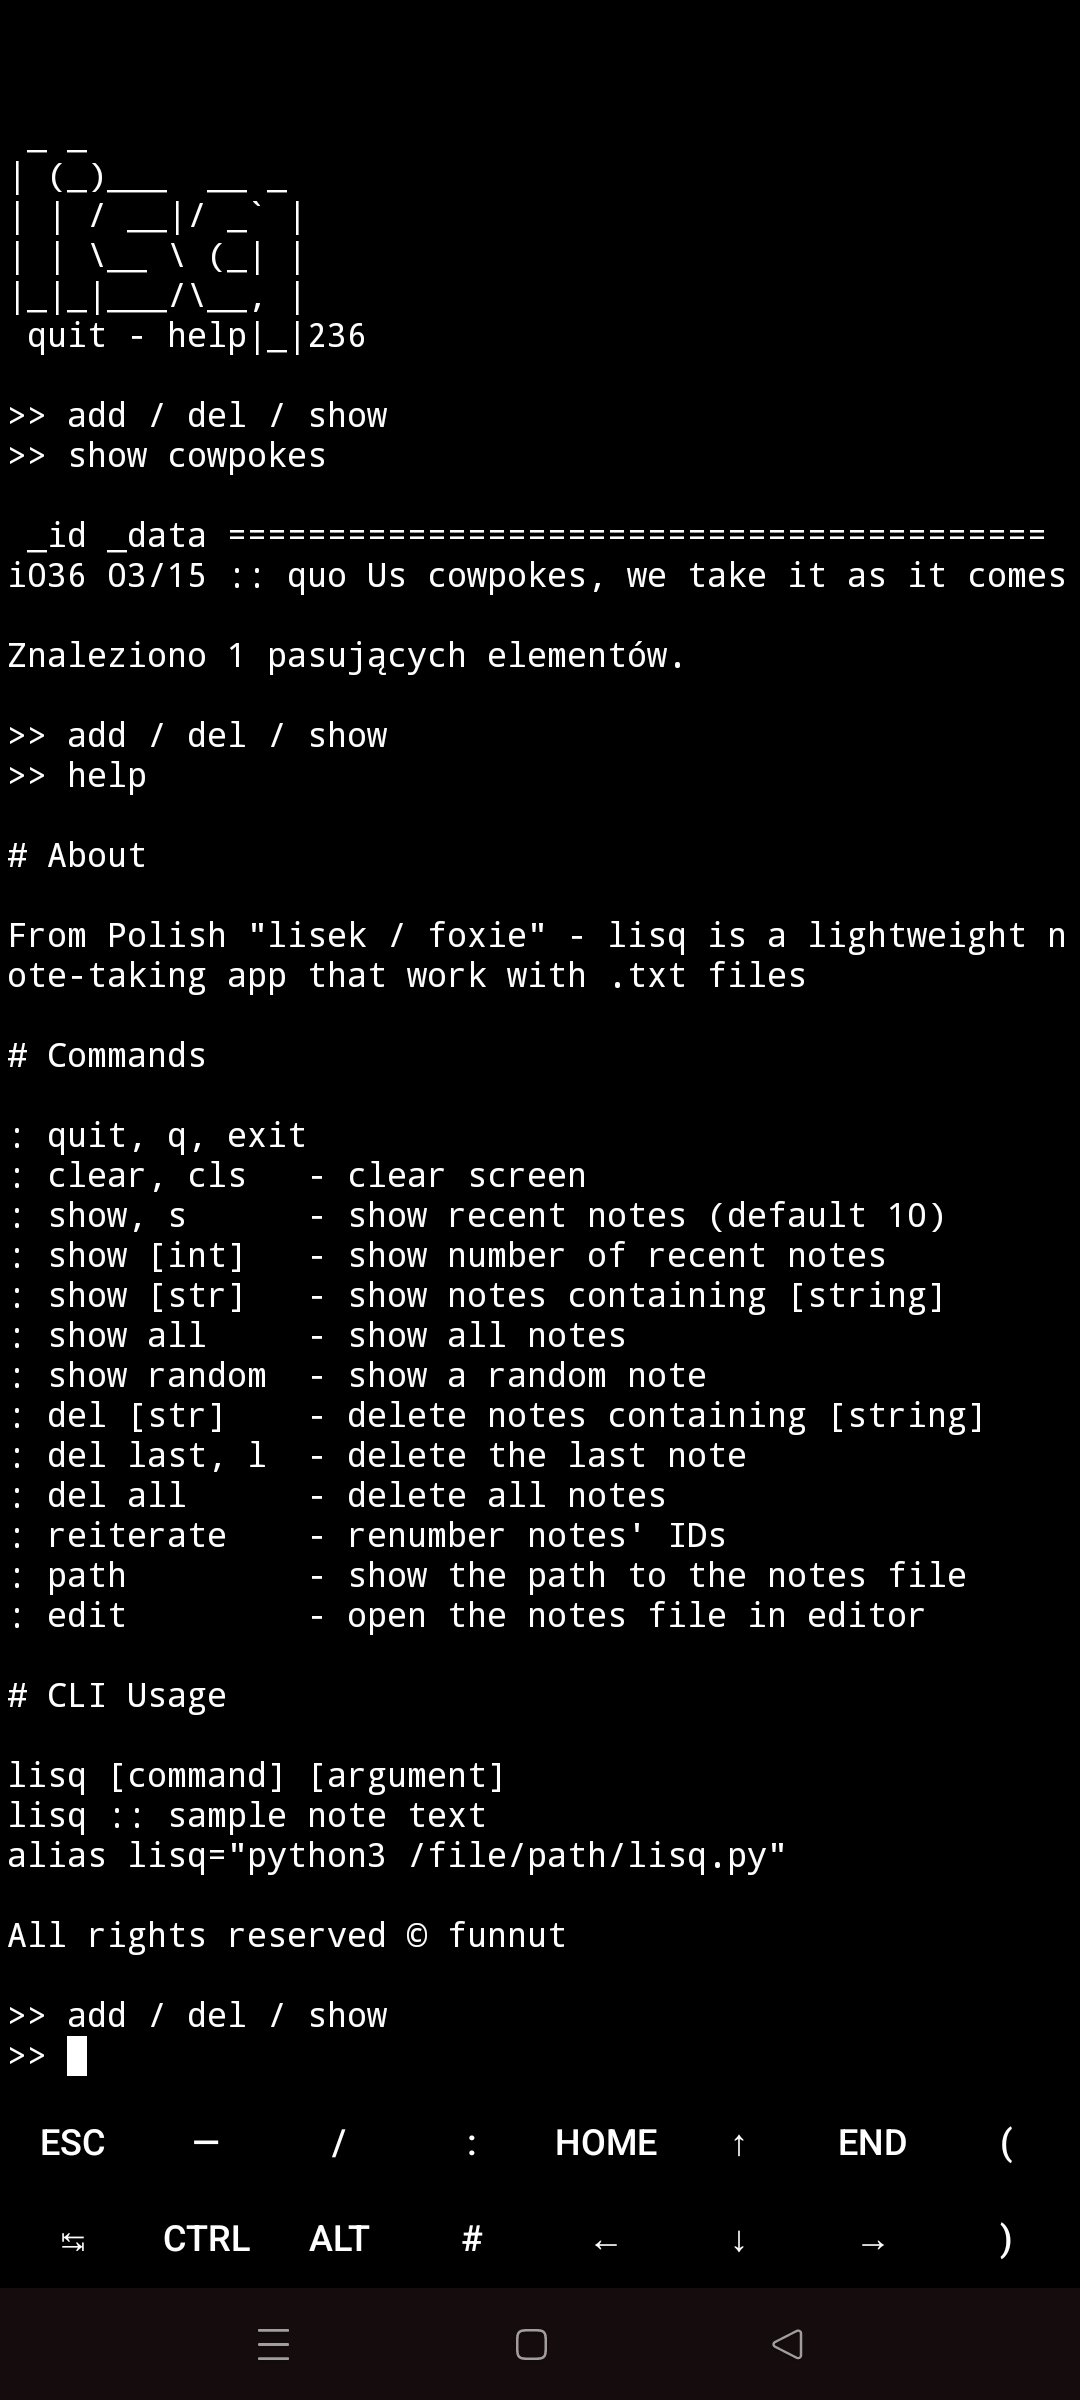 _ _
| (_)___  __ _
| | / __|/ _` |
| | \__ \ (_| |
|_|_|___/\__, |
 quit - help|_|236
>> add / del / show
>> show cowpokes
 _id _data =========================================
iO36 O3/15 :: quo Us cowpokes, we take it as it comes
Znaleziono 1 pasujących elementów.
>> add / del / show
>> help
# About
From Polish "lisek / foxie" - lisq is a lightweight n
ote-taking app that work with .txt files
# Commands
: quit, q, exit
: clear, cls   - clear screen
: show, s      - show recent notes (default 1O)
: show [int]   - show number of recent notes
: show [str]   - show notes containing [string]
: show all     - show all notes
: show random  - show a random note
: del [str]    - delete notes containing [string]
: del last, l  - delete the last note
: del all      - delete all notes
: reiterate    - renumber notes' IDs
: path         - show the path to the notes file
: edit         - open the notes file in editor
# CLI Usage
lisq [command] [argument]
lisq :: sample note text
alias lisq="python3 /file/path/lisq.py"
All rights reserved © funnut
>> add / del / show
>>
ESC — / : HOME ↑ END (
↹ CTRL ALT # ← ↓ → )